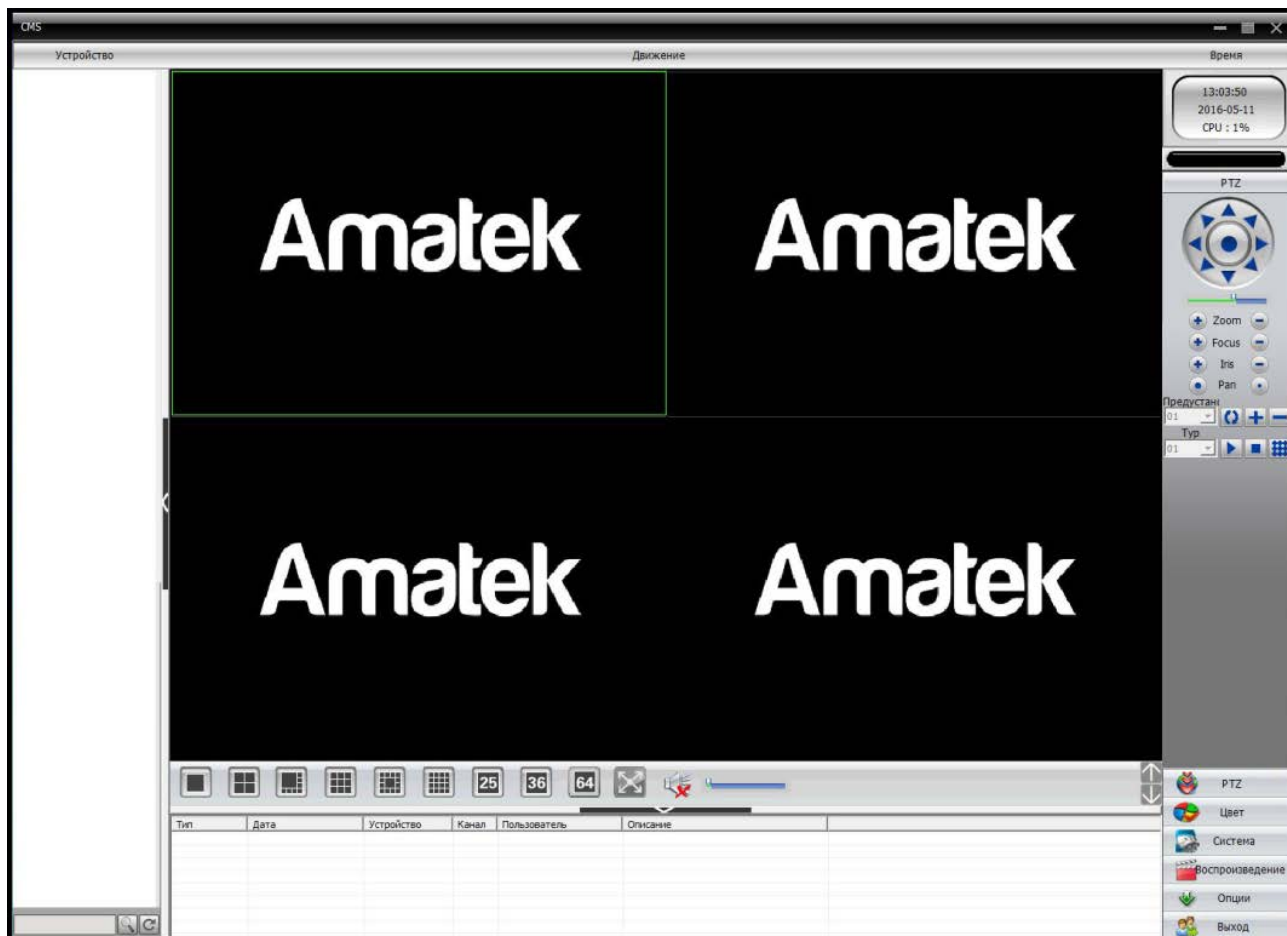 CMS
Устройство
Движение
Время
13:03:50
2016-05-11
CPU : 1%
Amatek
Amatek
PTZ
Zoom
Focus
Iris
Pan
Предустан
01
Тур
01
Amatek
Amatek
25 36 64
Тип Дата Устройство Канал Пользователь Описание
PTZ
Цвет
Система
Воспроизведение
Опции
Выход